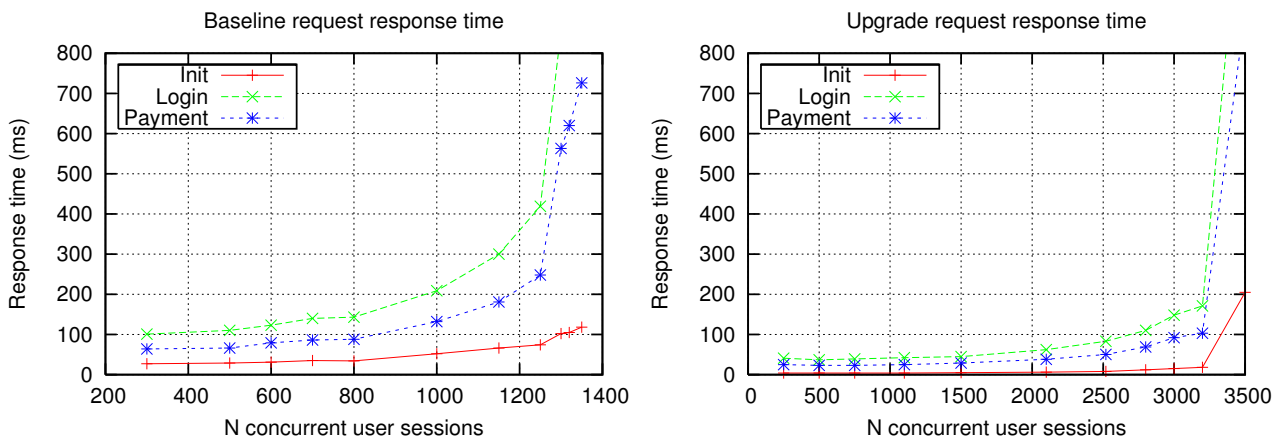 Baseline request response time
800
700
600
500
400
300
200
100
0
Response time (ms)
Init
Login
Payment
200 400 600 800 1000 1200 1400
N concurrent user sessions
Upgrade request response time
800
700
600
500
400
300
200
100
0
Response time (ms)
Init
Login
Payment
0 500 1000 1500 2000 2500 3000 3500
N concurrent user sessions